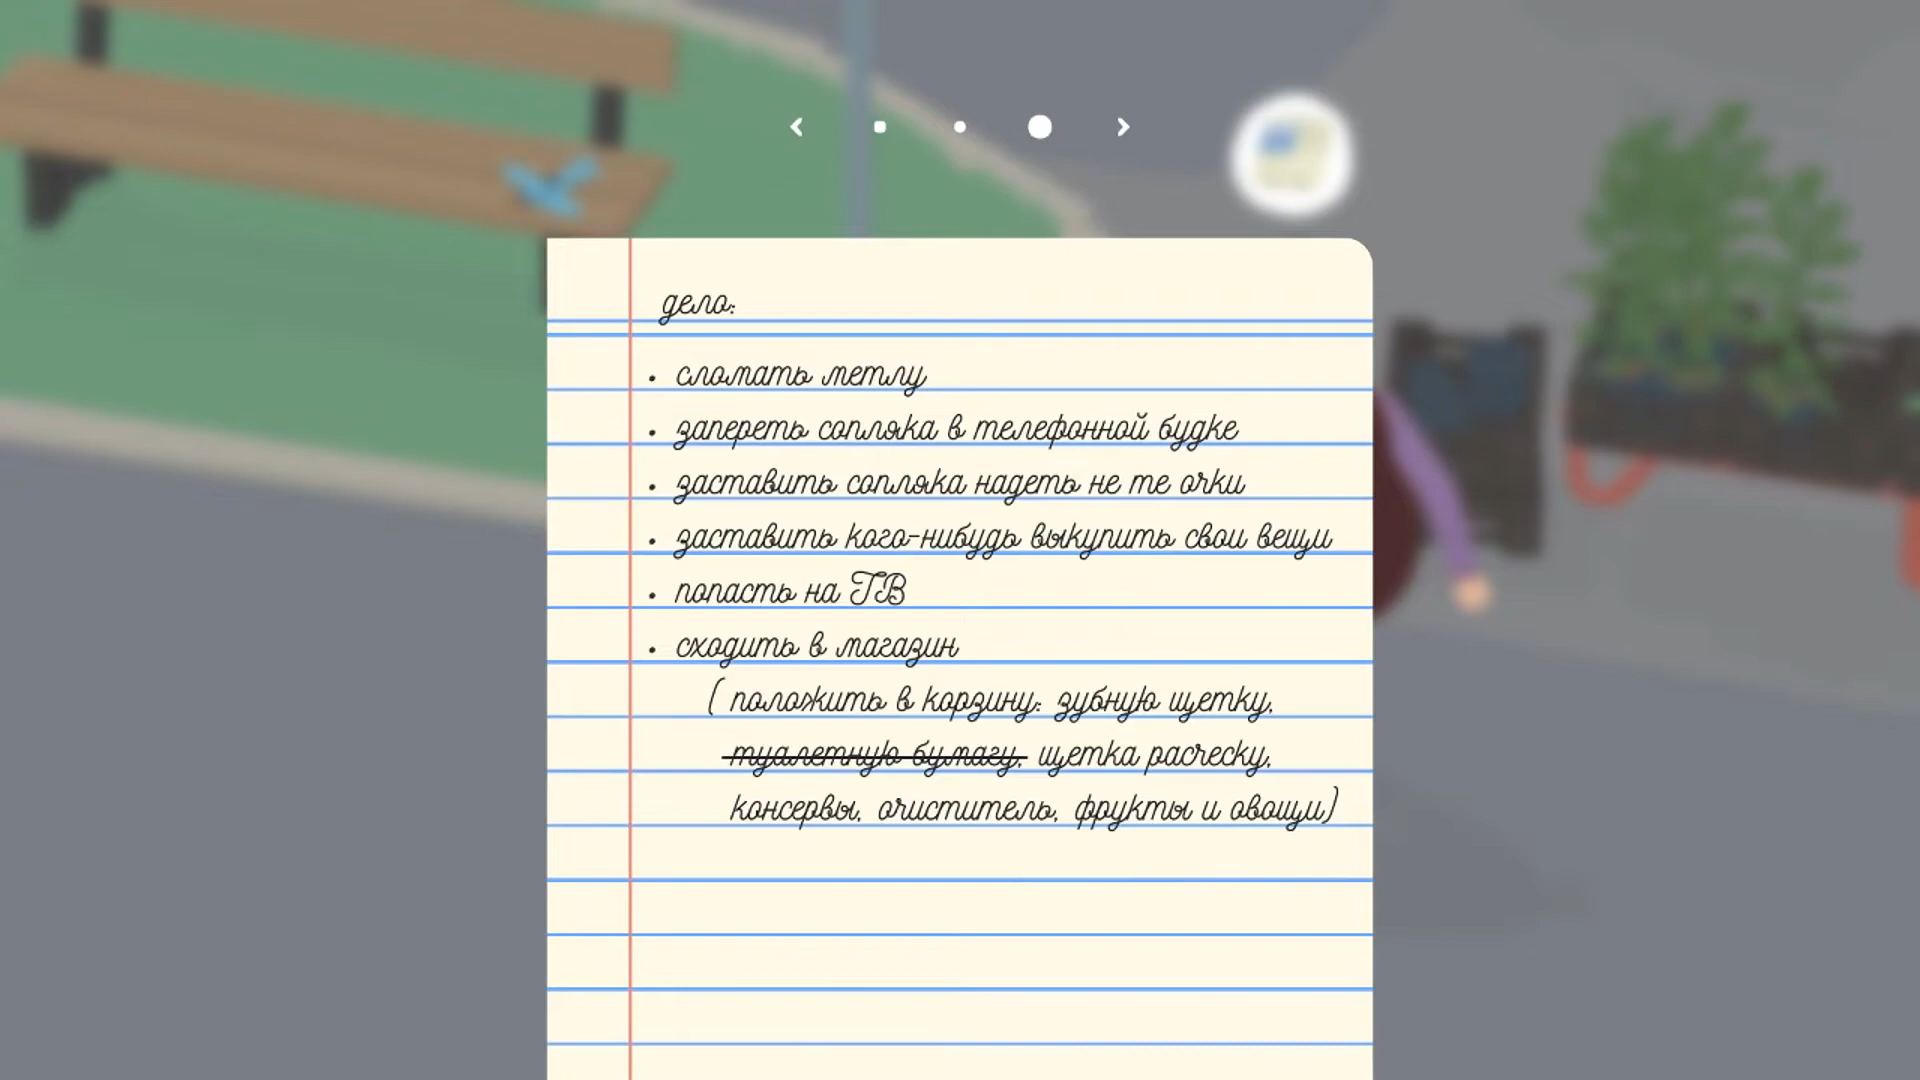 дело:
• сломать метлу
• запереть сопляка в телефонной будке
• заставить сопляка надеть не те очки
• заставить кого-нибудь выкупить свои вещи
• попасть на ТВ
• сходить в магазин
( положить в корзину: зубную щетку,
туалетную бумагу, щетка расческу,
консервы, очиститель, фрукты и овощи)